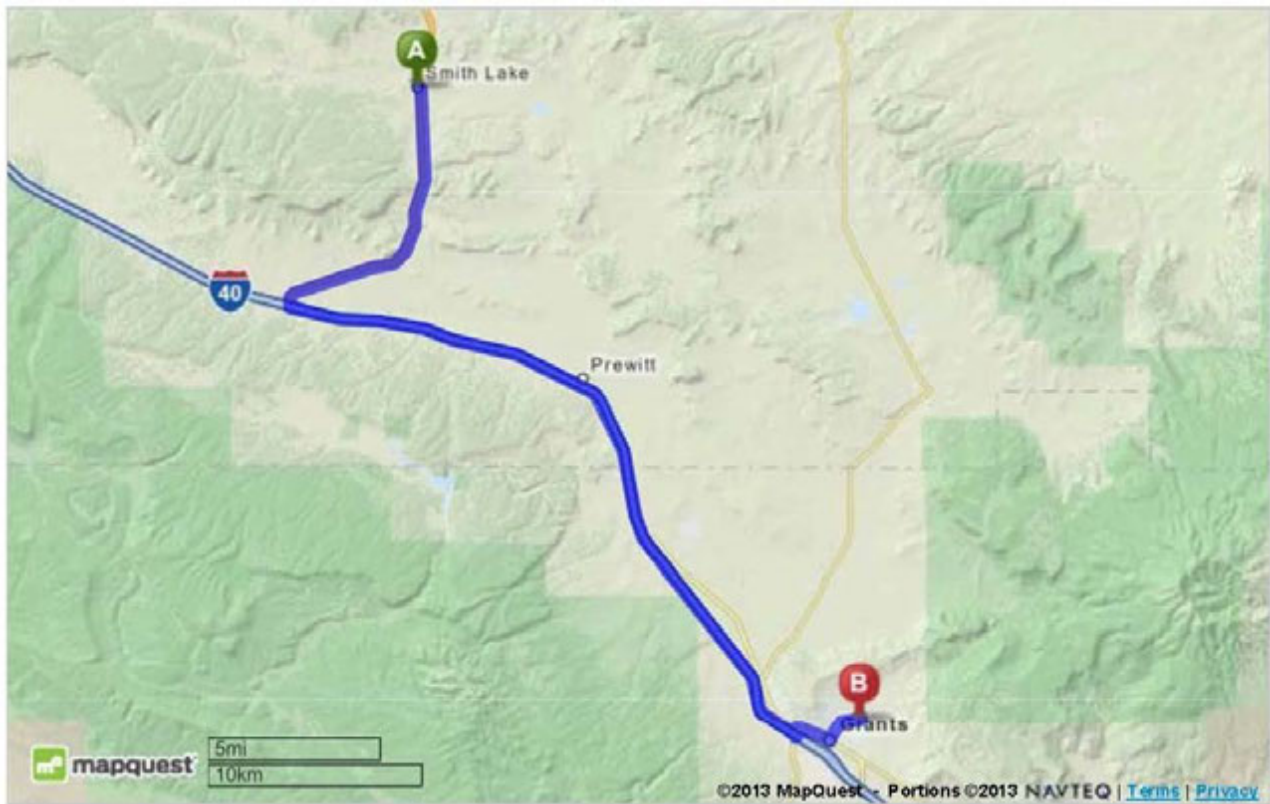 A
Smith Lake
40
Prewitt
B
Grants
5mi
10km
mapquest
©2013 MapQuest - Portions ©2013 NAVTEQ | Terms | Privacy